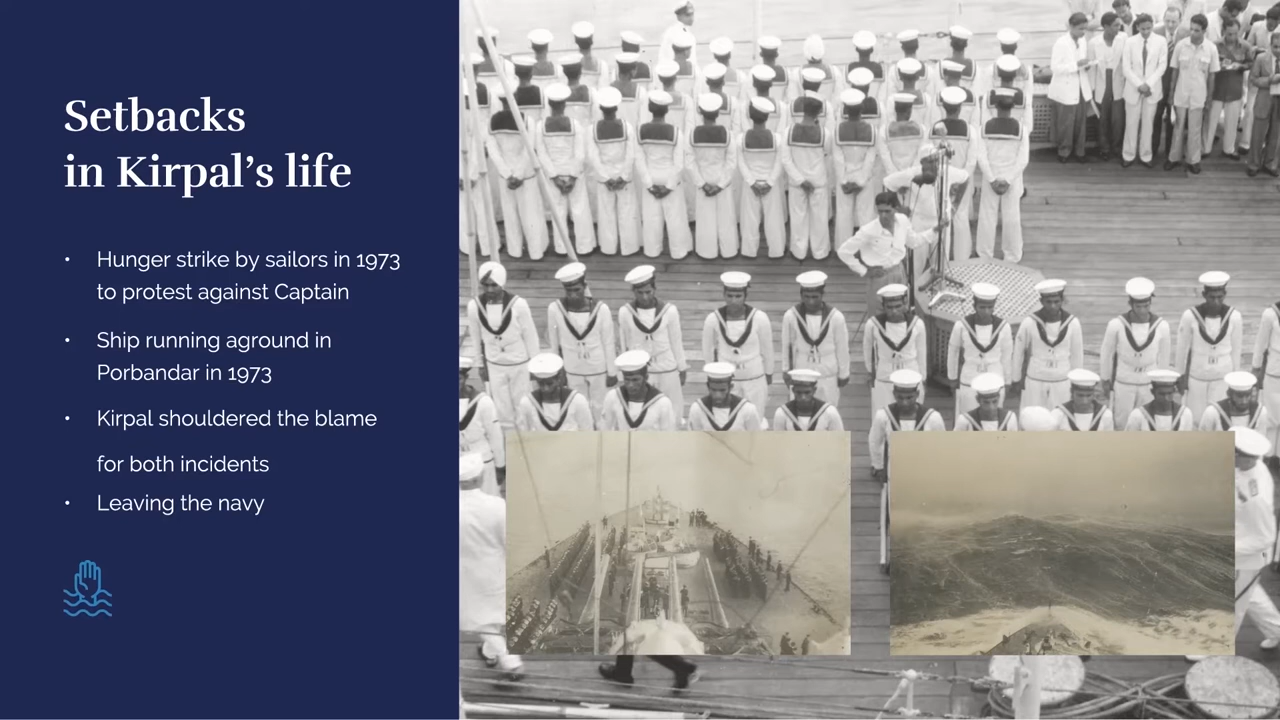 Setbacks
in Kirpal’s life
• Hunger strike by sailors in 1973
to protest against Captain
• Ship running aground in
Porbandar in 1973
• Kirpal shouldered the blame
for both incidents
• Leaving the navy